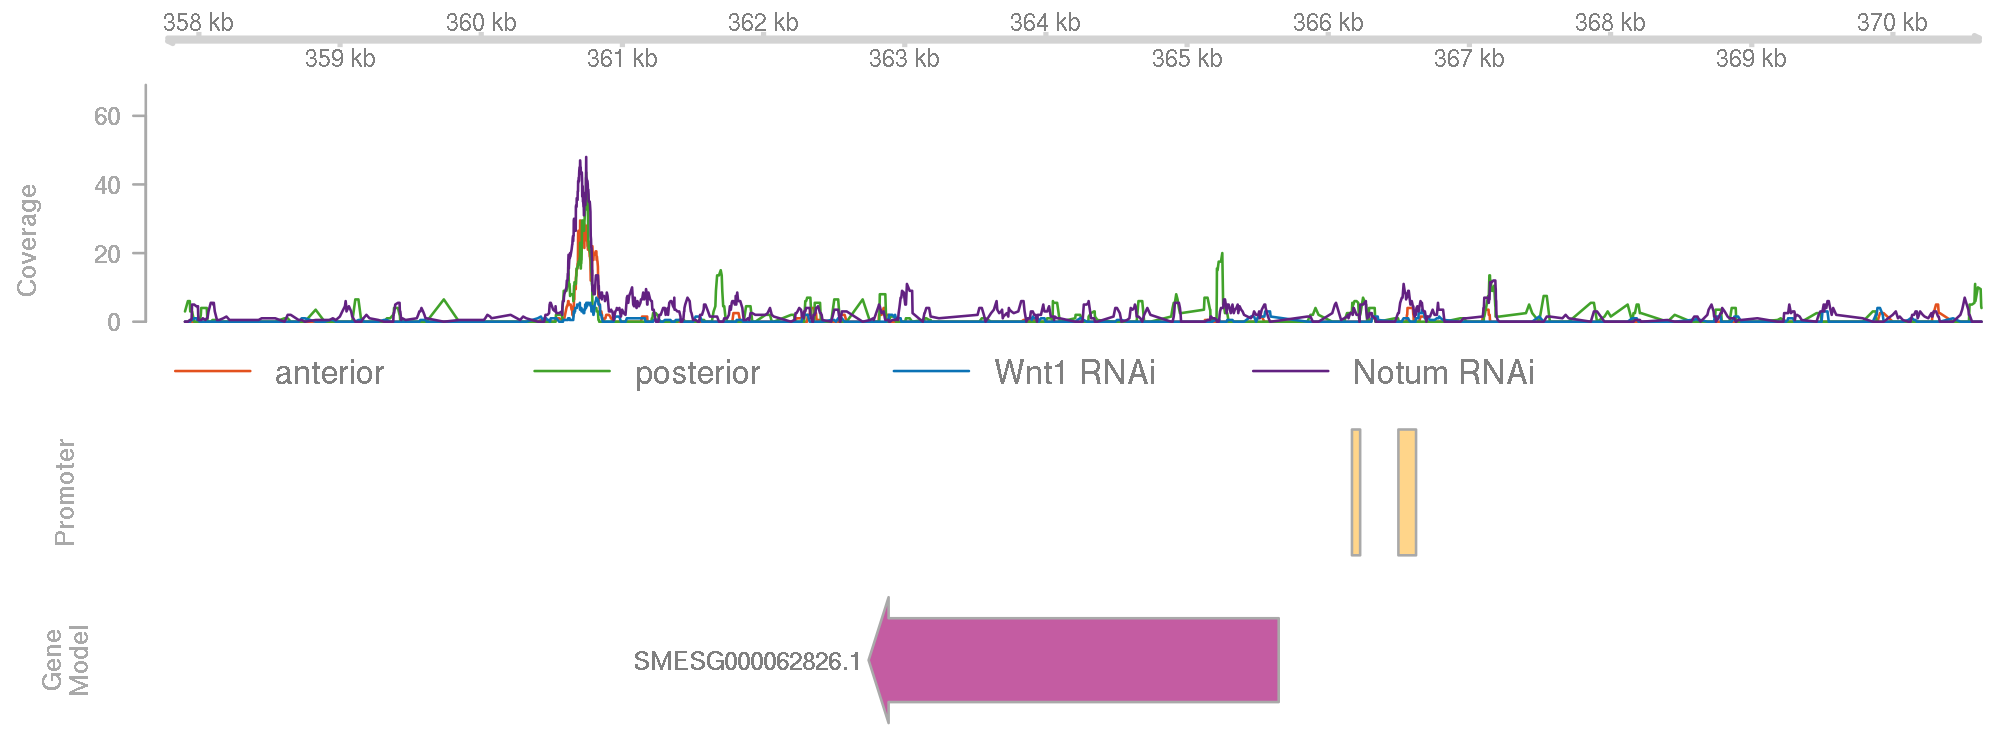 358 kb 360 kb 362 kb 364 kb 366 kb 368 kb 370 kb
359 kb 361 kb 363 kb 365 kb 367 kb 369 kb
Coverage
60
40
20
0
anterior posterior Wnt1 RNAi Notum RNAi
Promoter
Gene
Model
SMESG000062826.1